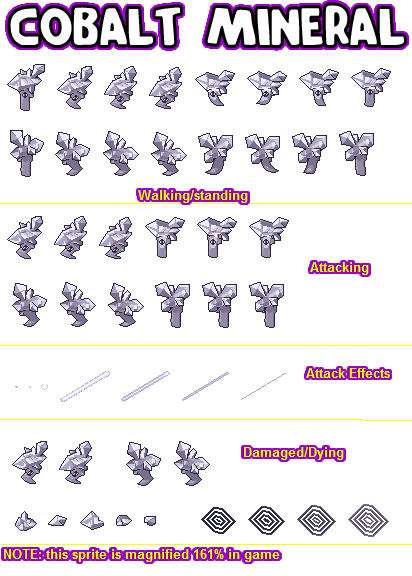 COBALT MINERAL
Walking/standing
Attacking
Attack Effects
Damaged/Dying
NOTE: this sprite is magnified 161% in game